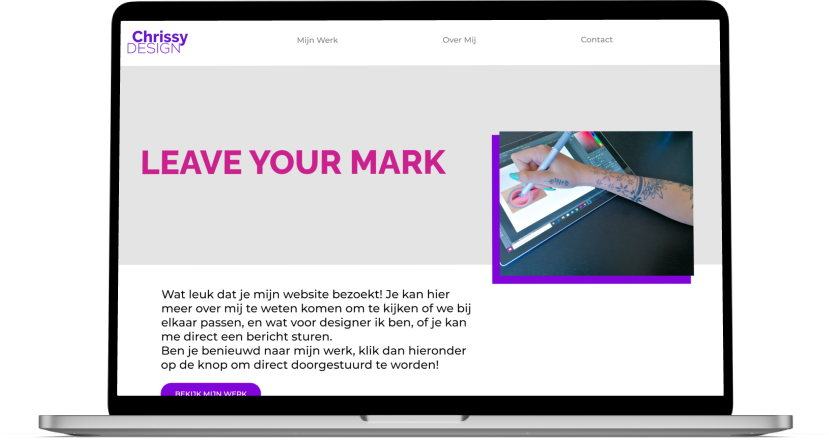 Chrissy
DESIGN
Mijn Werk
Over Mij
Contact
LEAVE YOUR MARK
Wat leuk dat je mijn website bezoekt! Je kan hier
meer over mij te weten komen om te kijken of we bij
elkaar passen, en wat voor designer ik ben, of je kan
me direct een bericht sturen.
Ben je benieuwd naar mijn werk, klik dan hieronder
op de knop om direct doorgestuurd te worden!
BEKIJK MIJN WERK